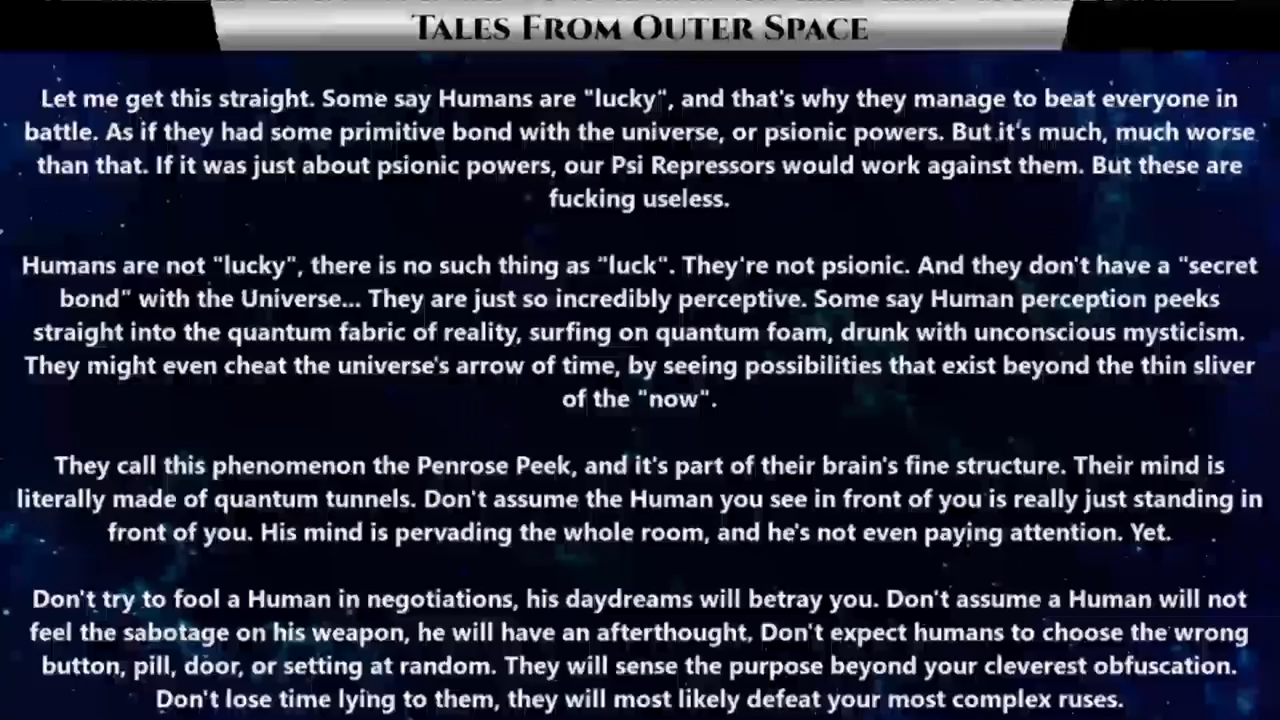 Tales From Outer Space
Let me get this straight. Some say Humans are "lucky", and that's why they manage to beat everyone in
battle. As if they had some primitive bond with the universe, or psionic powers. But it's much, much worse
than that. If it was just about psionic powers, our Psi Repressors would work against them. But these are
fucking useless.
Humans are not "lucky", there is no such thing as "luck". They're not psionic. And they don't have a "secret
bond" with the Universe... They are just so incredibly perceptive. Some say Human perception peeks
straight into the quantum fabric of reality, surfing on quantum foam, drunk with unconscious mysticism.
They might even cheat the universe's arrow of time, by seeing possibilities that exist beyond the thin sliver
of the "now".
They call this phenomenon the Penrose Peek, and it's part of their brain's fine structure. Their mind is
literally made of quantum tunnels. Don't assume the Human you see in front of you is really just standing in
front of you. His mind is pervading the whole room, and he's not even paying attention. Yet.
Don't try to fool a Human in negotiations, his daydreams will betray you. Don't assume a Human will not
feel the sabotage on his weapon, he will have an afterthought. Don't expect humans to choose the wrong
button, pill, door, or setting at random. They will sense the purpose beyond your cleverest obfuscation.
Don't lose time lying to them, they will most likely defeat your most complex ruses.